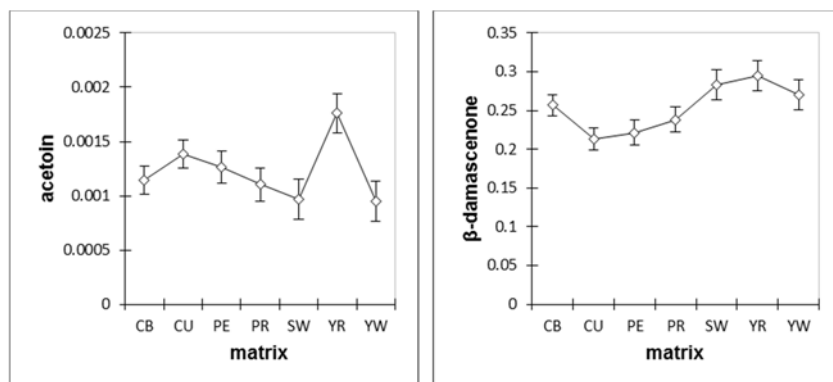 0.0025
0.002
0.0015
0.001
0.0005
0
acetoin
CB CU PE PR SW YR YW
matrix
0.35
0.3
0.25
0.2
0.15
0.1
0.05
0
β-damascenone
CB CU PE PR SW YR YW
matrix